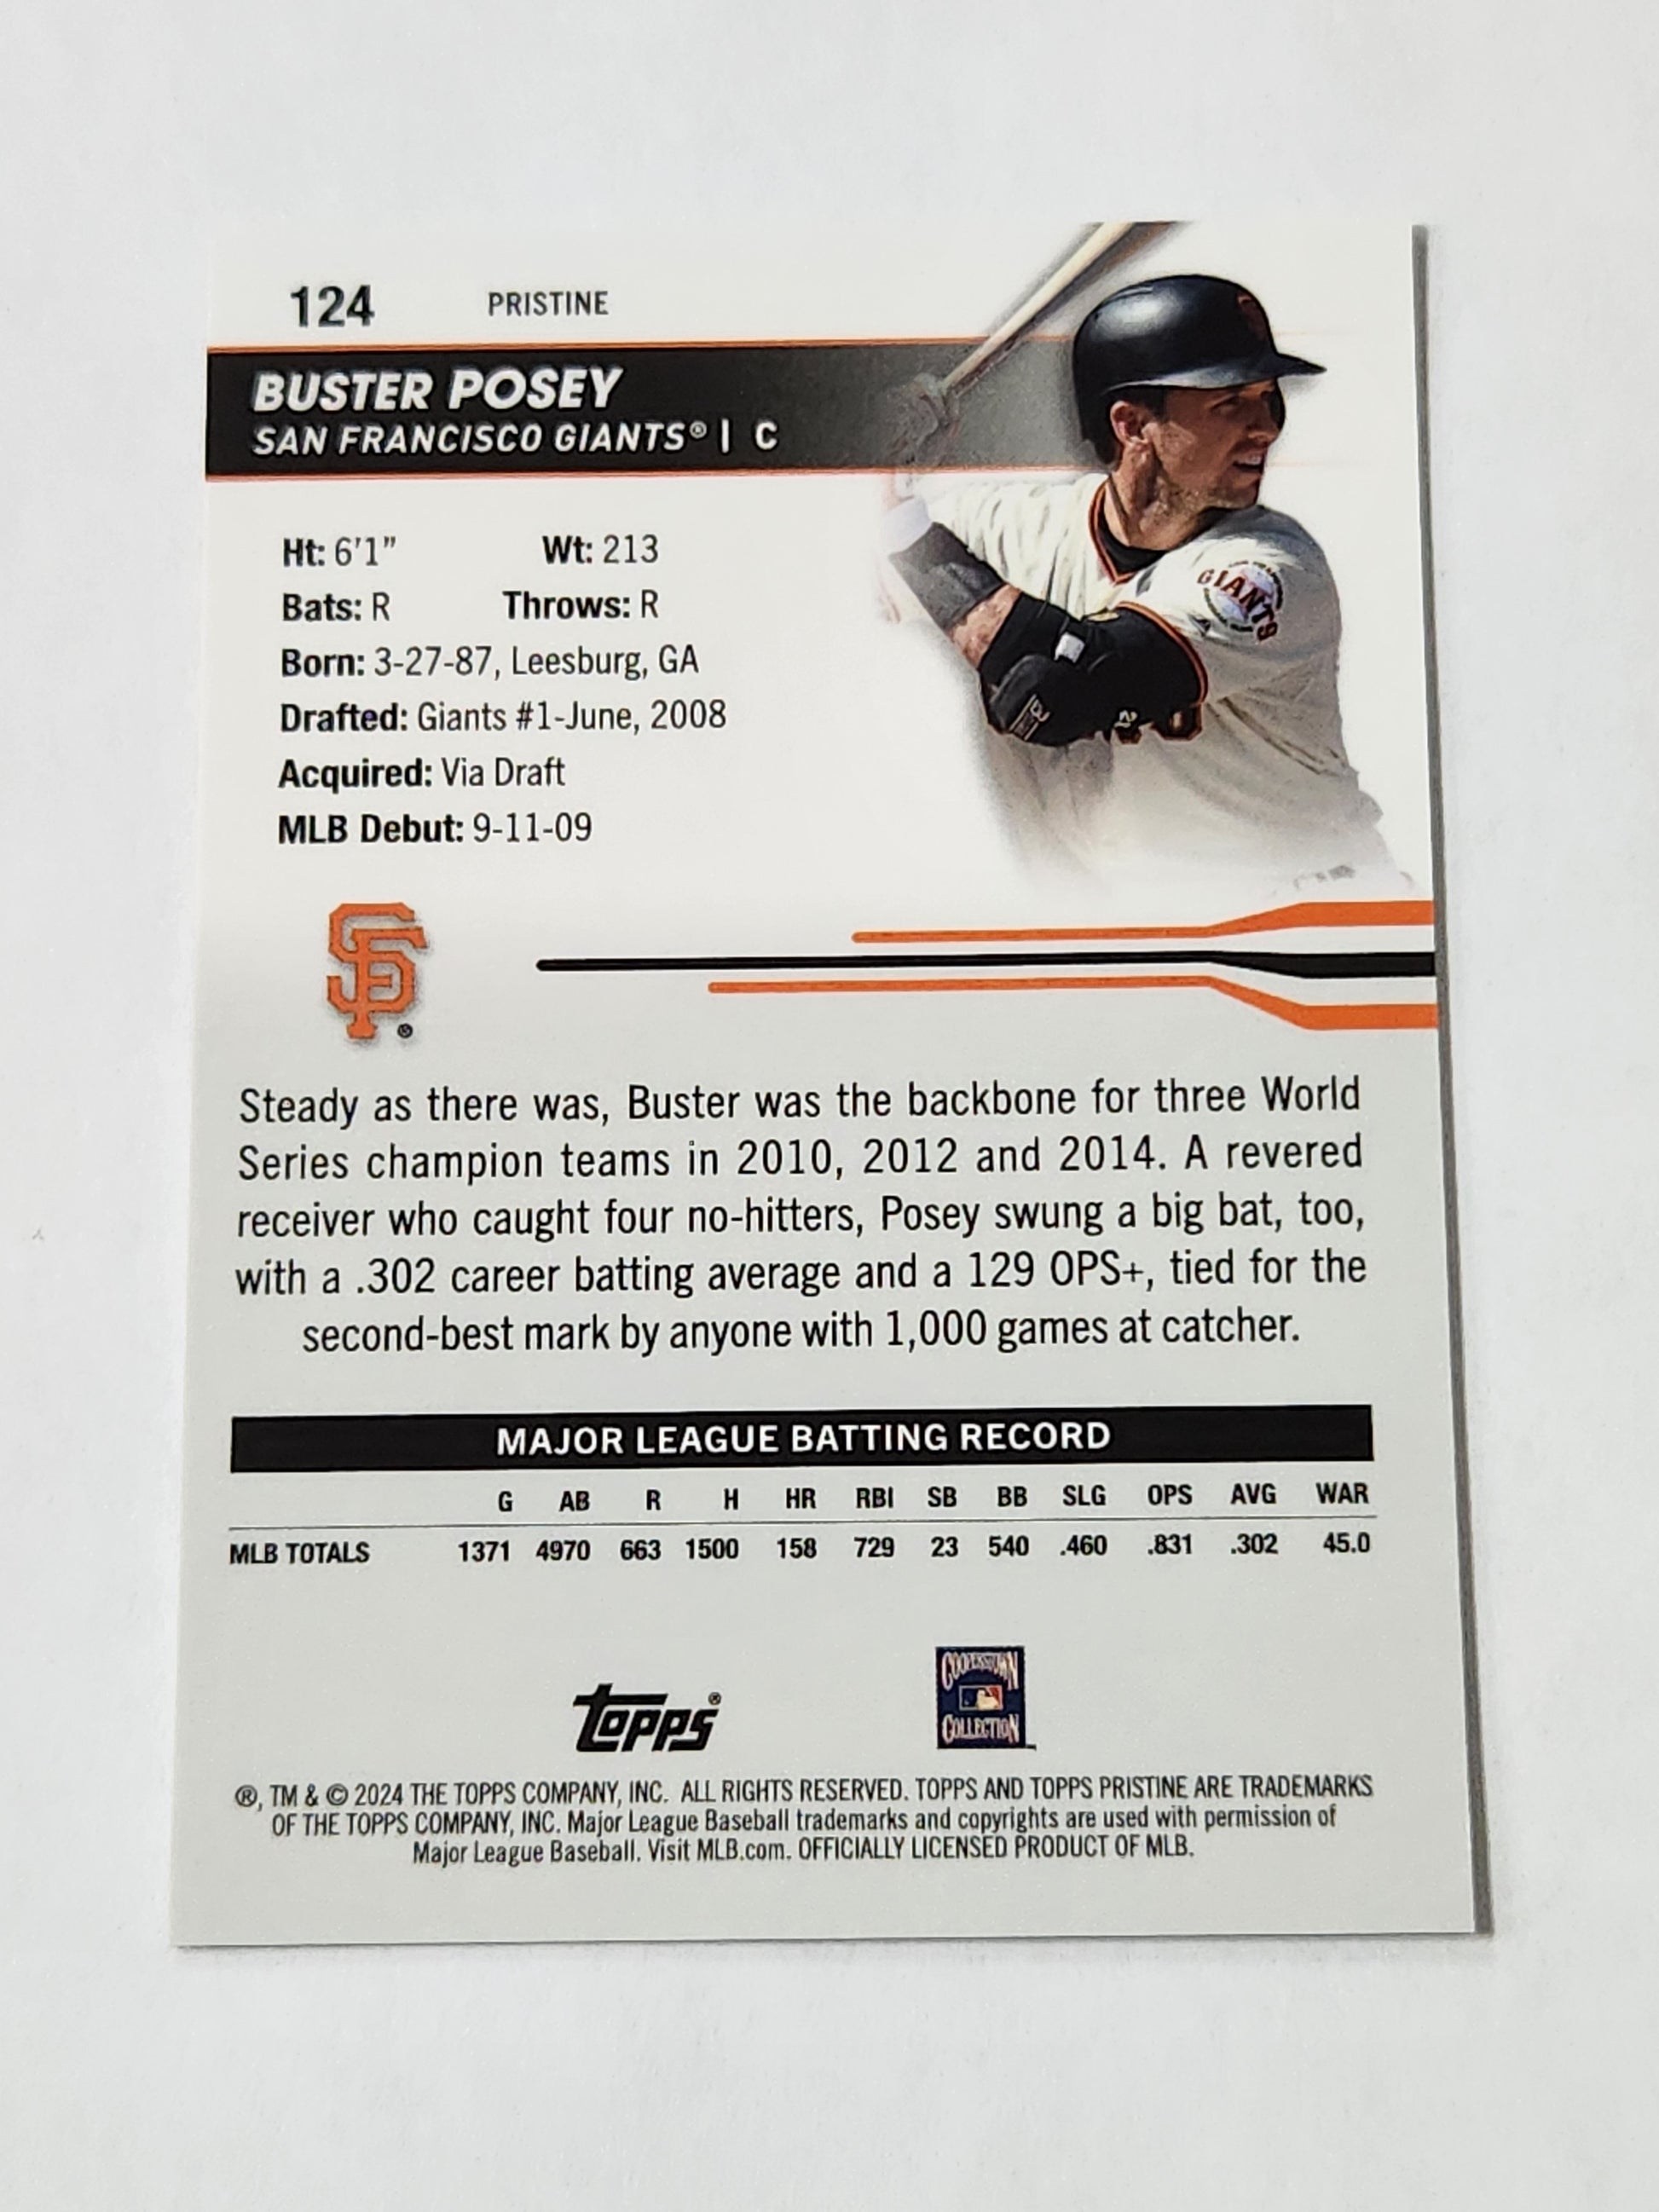 124 PRISTINE
BUSTER POSEY
SAN FRANCISCO GIANTS® | C
Ht: 6'1” Wt: 213
Bats: R Throws: R
Born: 3-27-87, Leesburg, GA
Drafted: Giants #1-June, 2008
Acquired: Via Draft
MLB Debut: 9-11-09
GIANTS
SF®
Steady as there was, Buster was the backbone for three World
Series champion teams in 2010, 2012 and 2014. A revered
receiver who caught four no-hitters, Posey swung a big bat, too,
with a .302 career batting average and a 129 OPS+, tied for the
second-best mark by anyone with 1,000 games at catcher.
MAJOR LEAGUE BATTING RECORD
G AB R H HR RBI SB BB SLG OPS AVG WAR
MLB TOTALS 1371 4970 663 1500 158 729 23 540 .460 .831 .302 45.0
topps®
COOPERSTOWN
COLLECTION
®, TM & © 2024 THE TOPPS COMPANY, INC. ALL RIGHTS RESERVED. TOPPS AND TOPPS PRISTINE ARE TRADEMARKS
OF THE TOPPS COMPANY, INC. Major League Baseball trademarks and copyrights are used with permission of
Major League Baseball. Visit MLB.com. OFFICIALLY LICENSED PRODUCT OF MLB.